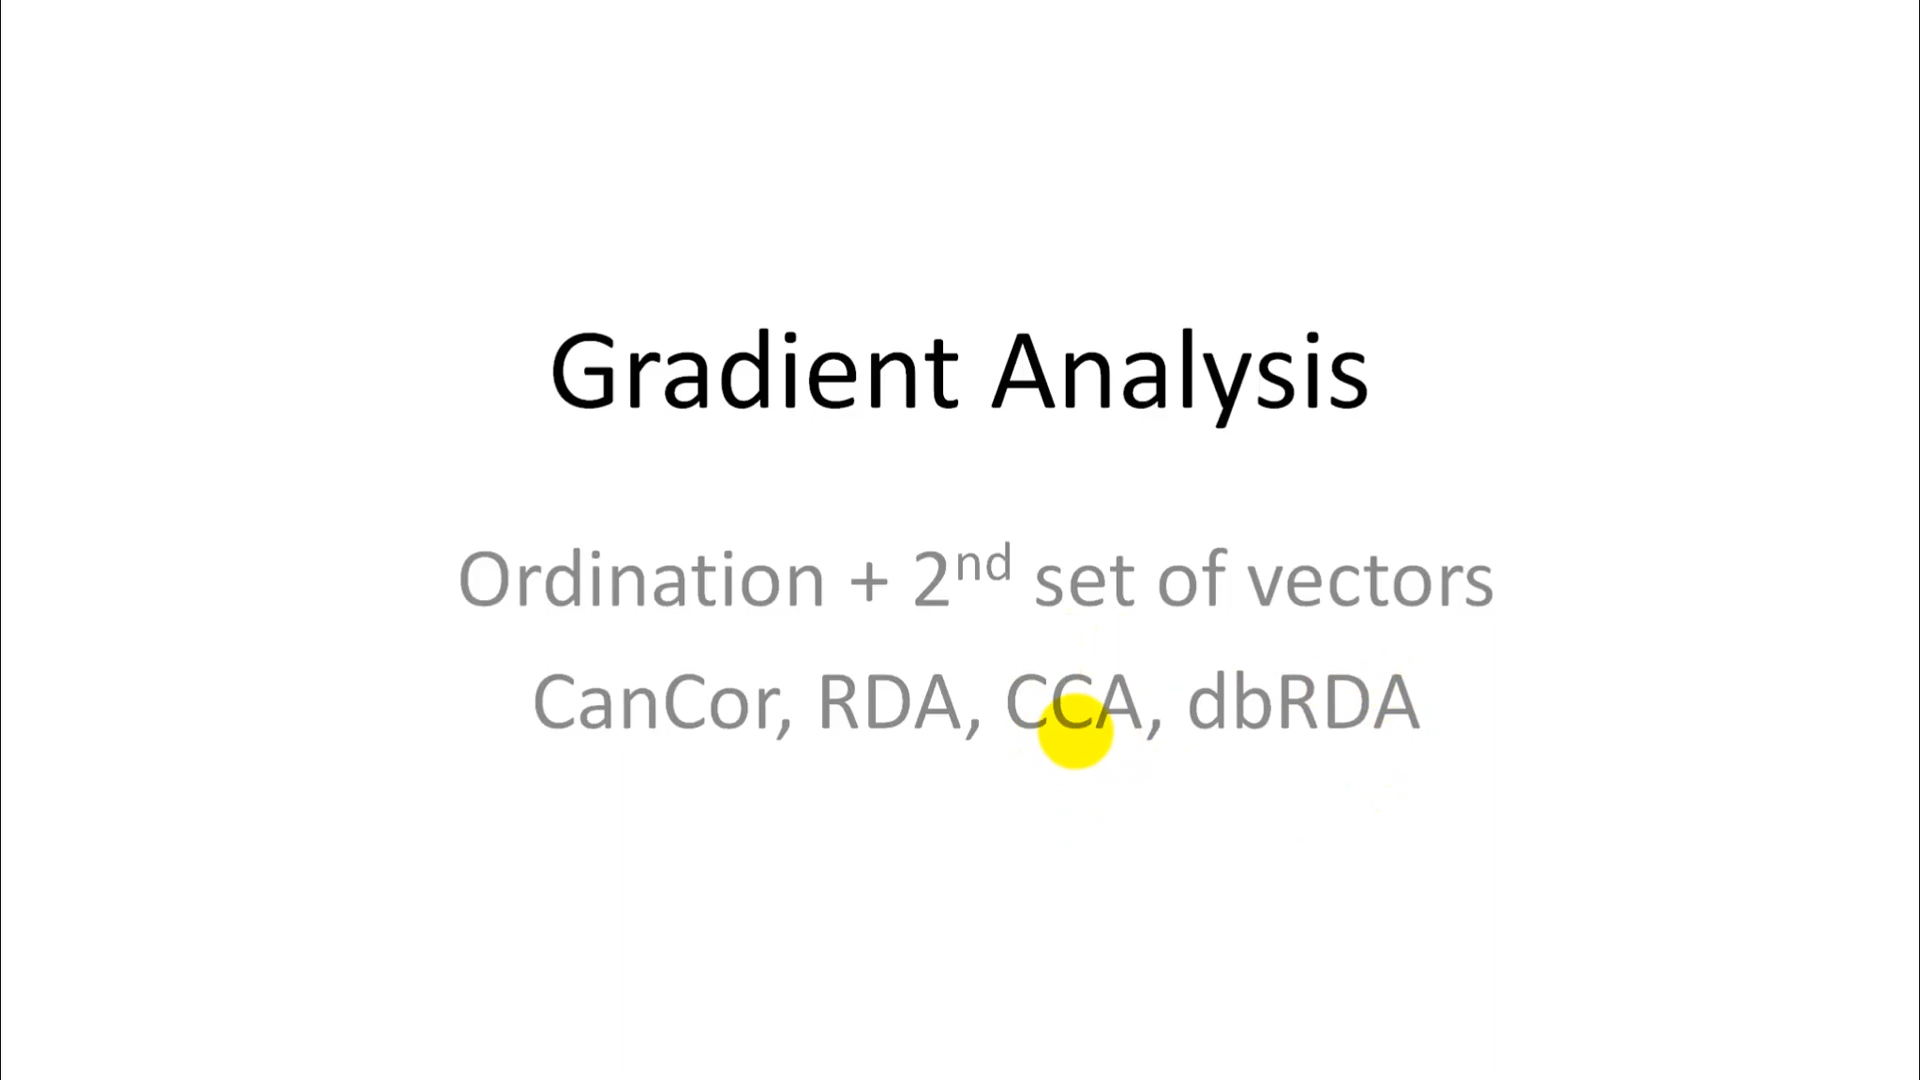 Gradient Analysis
Ordination + 2nd set of vectors
CanCor, RDA, CCA, dbRDA